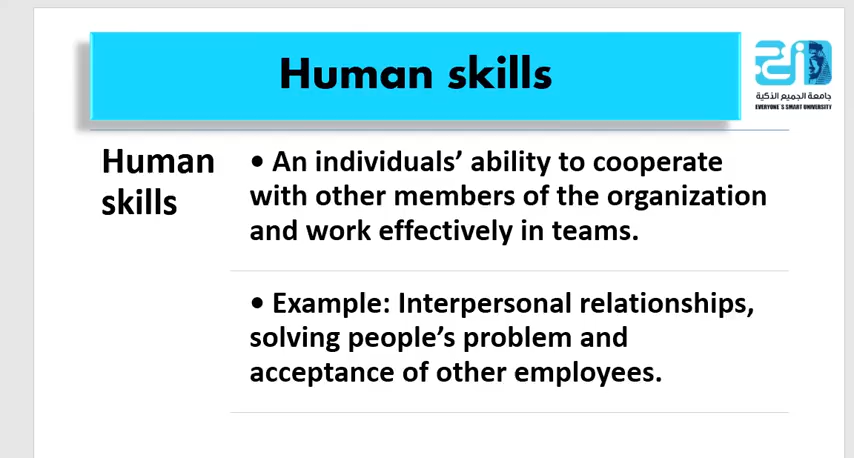 Human skills
جامعة الجميع الذكية
EVERYONE'S SMART UNIVERSITY
Human
skills
• An individuals’ ability to cooperate
with other members of the organization
and work effectively in teams.
• Example: Interpersonal relationships,
solving people’s problem and
acceptance of other employees.